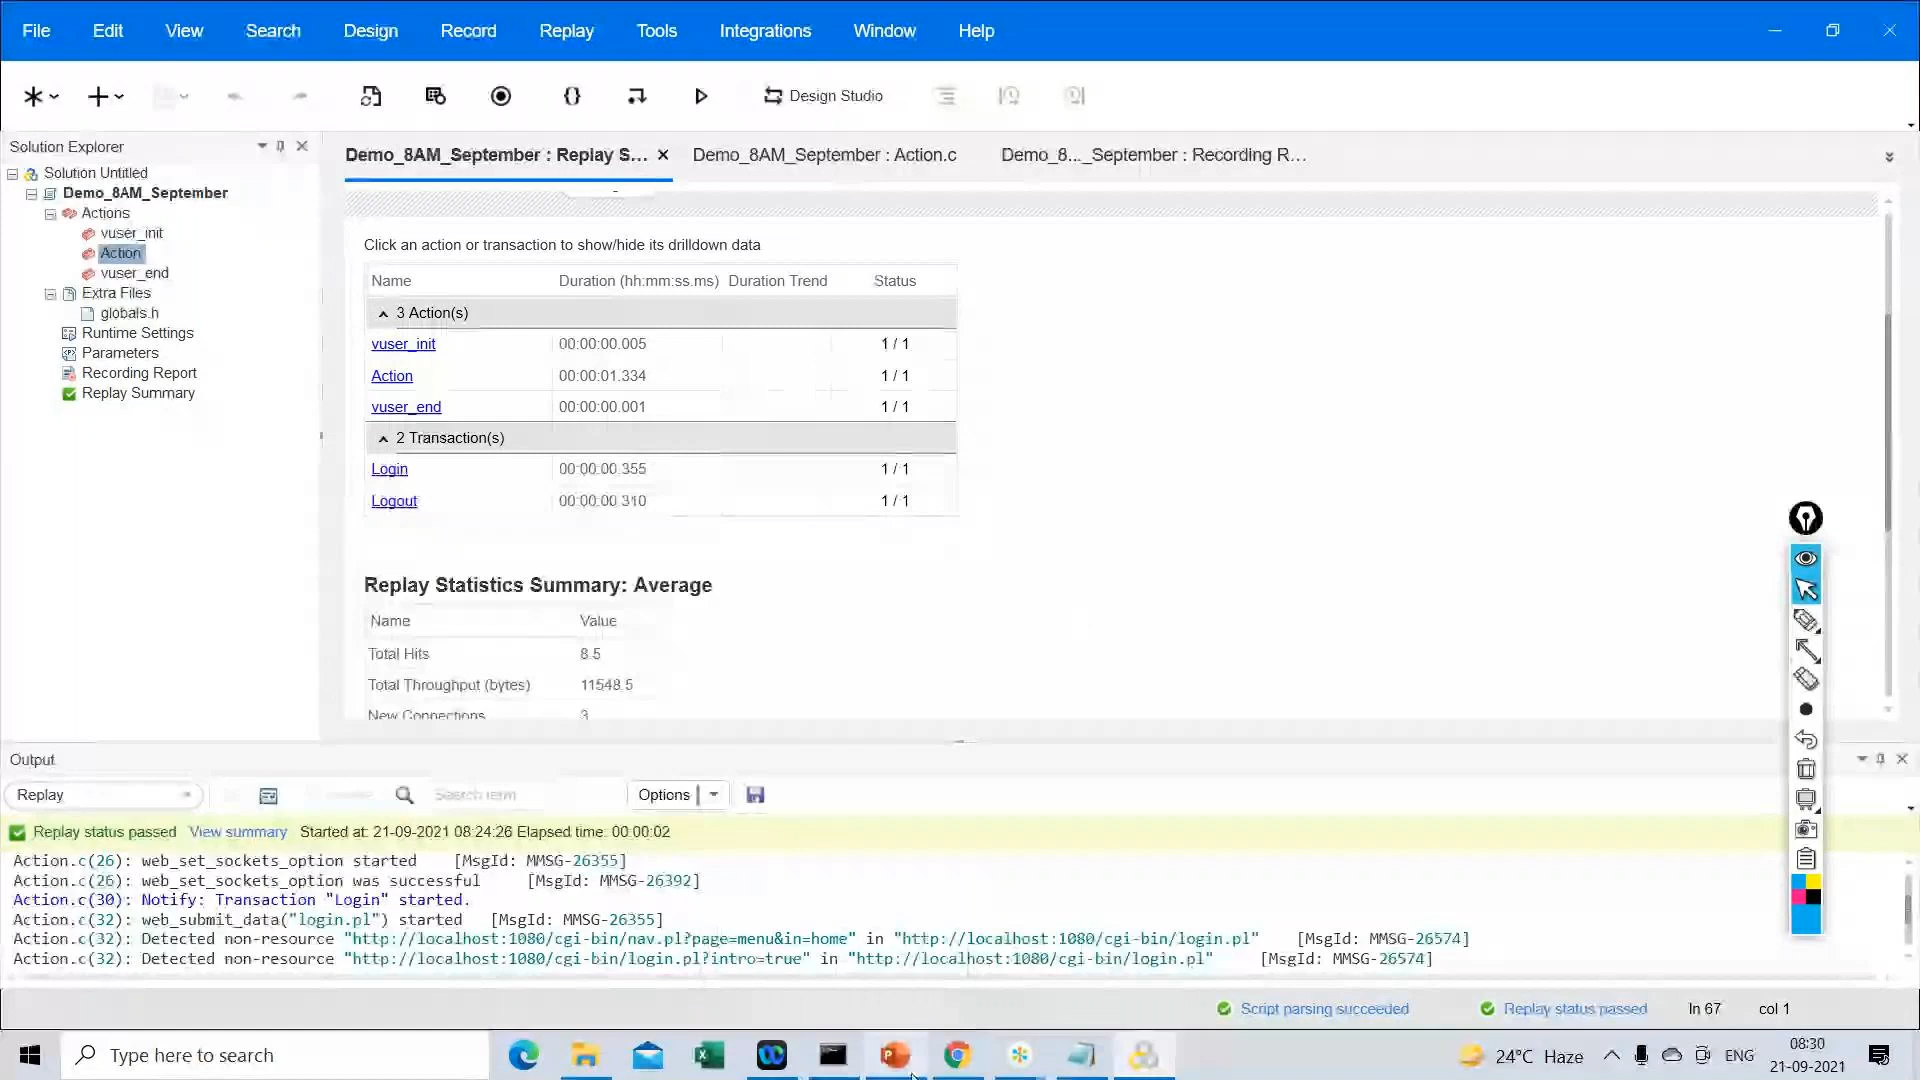 File Edit View Search Design Record Replay Tools Integrations Window Help
Design Studio
Solution Explorer
Solution Untitled
Demo_8AM_September
Actions
vuser_init
Action
vuser_end
Extra Files
globals.h
Runtime Settings
Parameters
Recording Report
Replay Summary
Demo_8AM_September : Replay S... Demo_8AM_September : Action.c Demo_8..._September : Recording R...
Click an action or transaction to show/hide its drilldown data
Name Duration (hh:mm:ss.ms) Duration Trend Status
3 Action(s)
vuser_init 00:00:00.005 1 / 1
Action 00:00:01.334 1 / 1
vuser_end 00:00:00.001 1 / 1
2 Transaction(s)
Login 00:00:00.355 1 / 1
Logout 00:00:00.310 1 / 1
Replay Statistics Summary: Average
Name Value
Total Hits 8.5
Total Throughput (bytes) 11548.5
New Connections 3
Output
Replay Search term Options
Replay status passed View summary Started at: 21-09-2021 08:24:26 Elapsed time: 00:00:02
Action.c(26): web_set_sockets_option started [MsgId: MMSG-26355]
Action.c(26): web_set_sockets_option was successful [MsgId: MMSG-26392]
Action.c(30): Notify: Transaction "Login" started.
Action.c(32): web_submit_data("login.pl") started [MsgId: MMSG-26355]
Action.c(32): Detected non-resource "http://localhost:1080/cgi-bin/nav.pl?page=menu&in=home" in "http://localhost:1080/cgi-bin/login.pl" [MsgId: MMSG-26574]
Action.c(32): Detected non-resource "http://localhost:1080/cgi-bin/login.pl?intro=true" in "http://localhost:1080/cgi-bin/login.pl" [MsgId: MMSG-26574]
Script parsing succeeded Replay status passed ln 67 col 1
Type here to search
24°C Haze ENG 08:30
21-09-2021